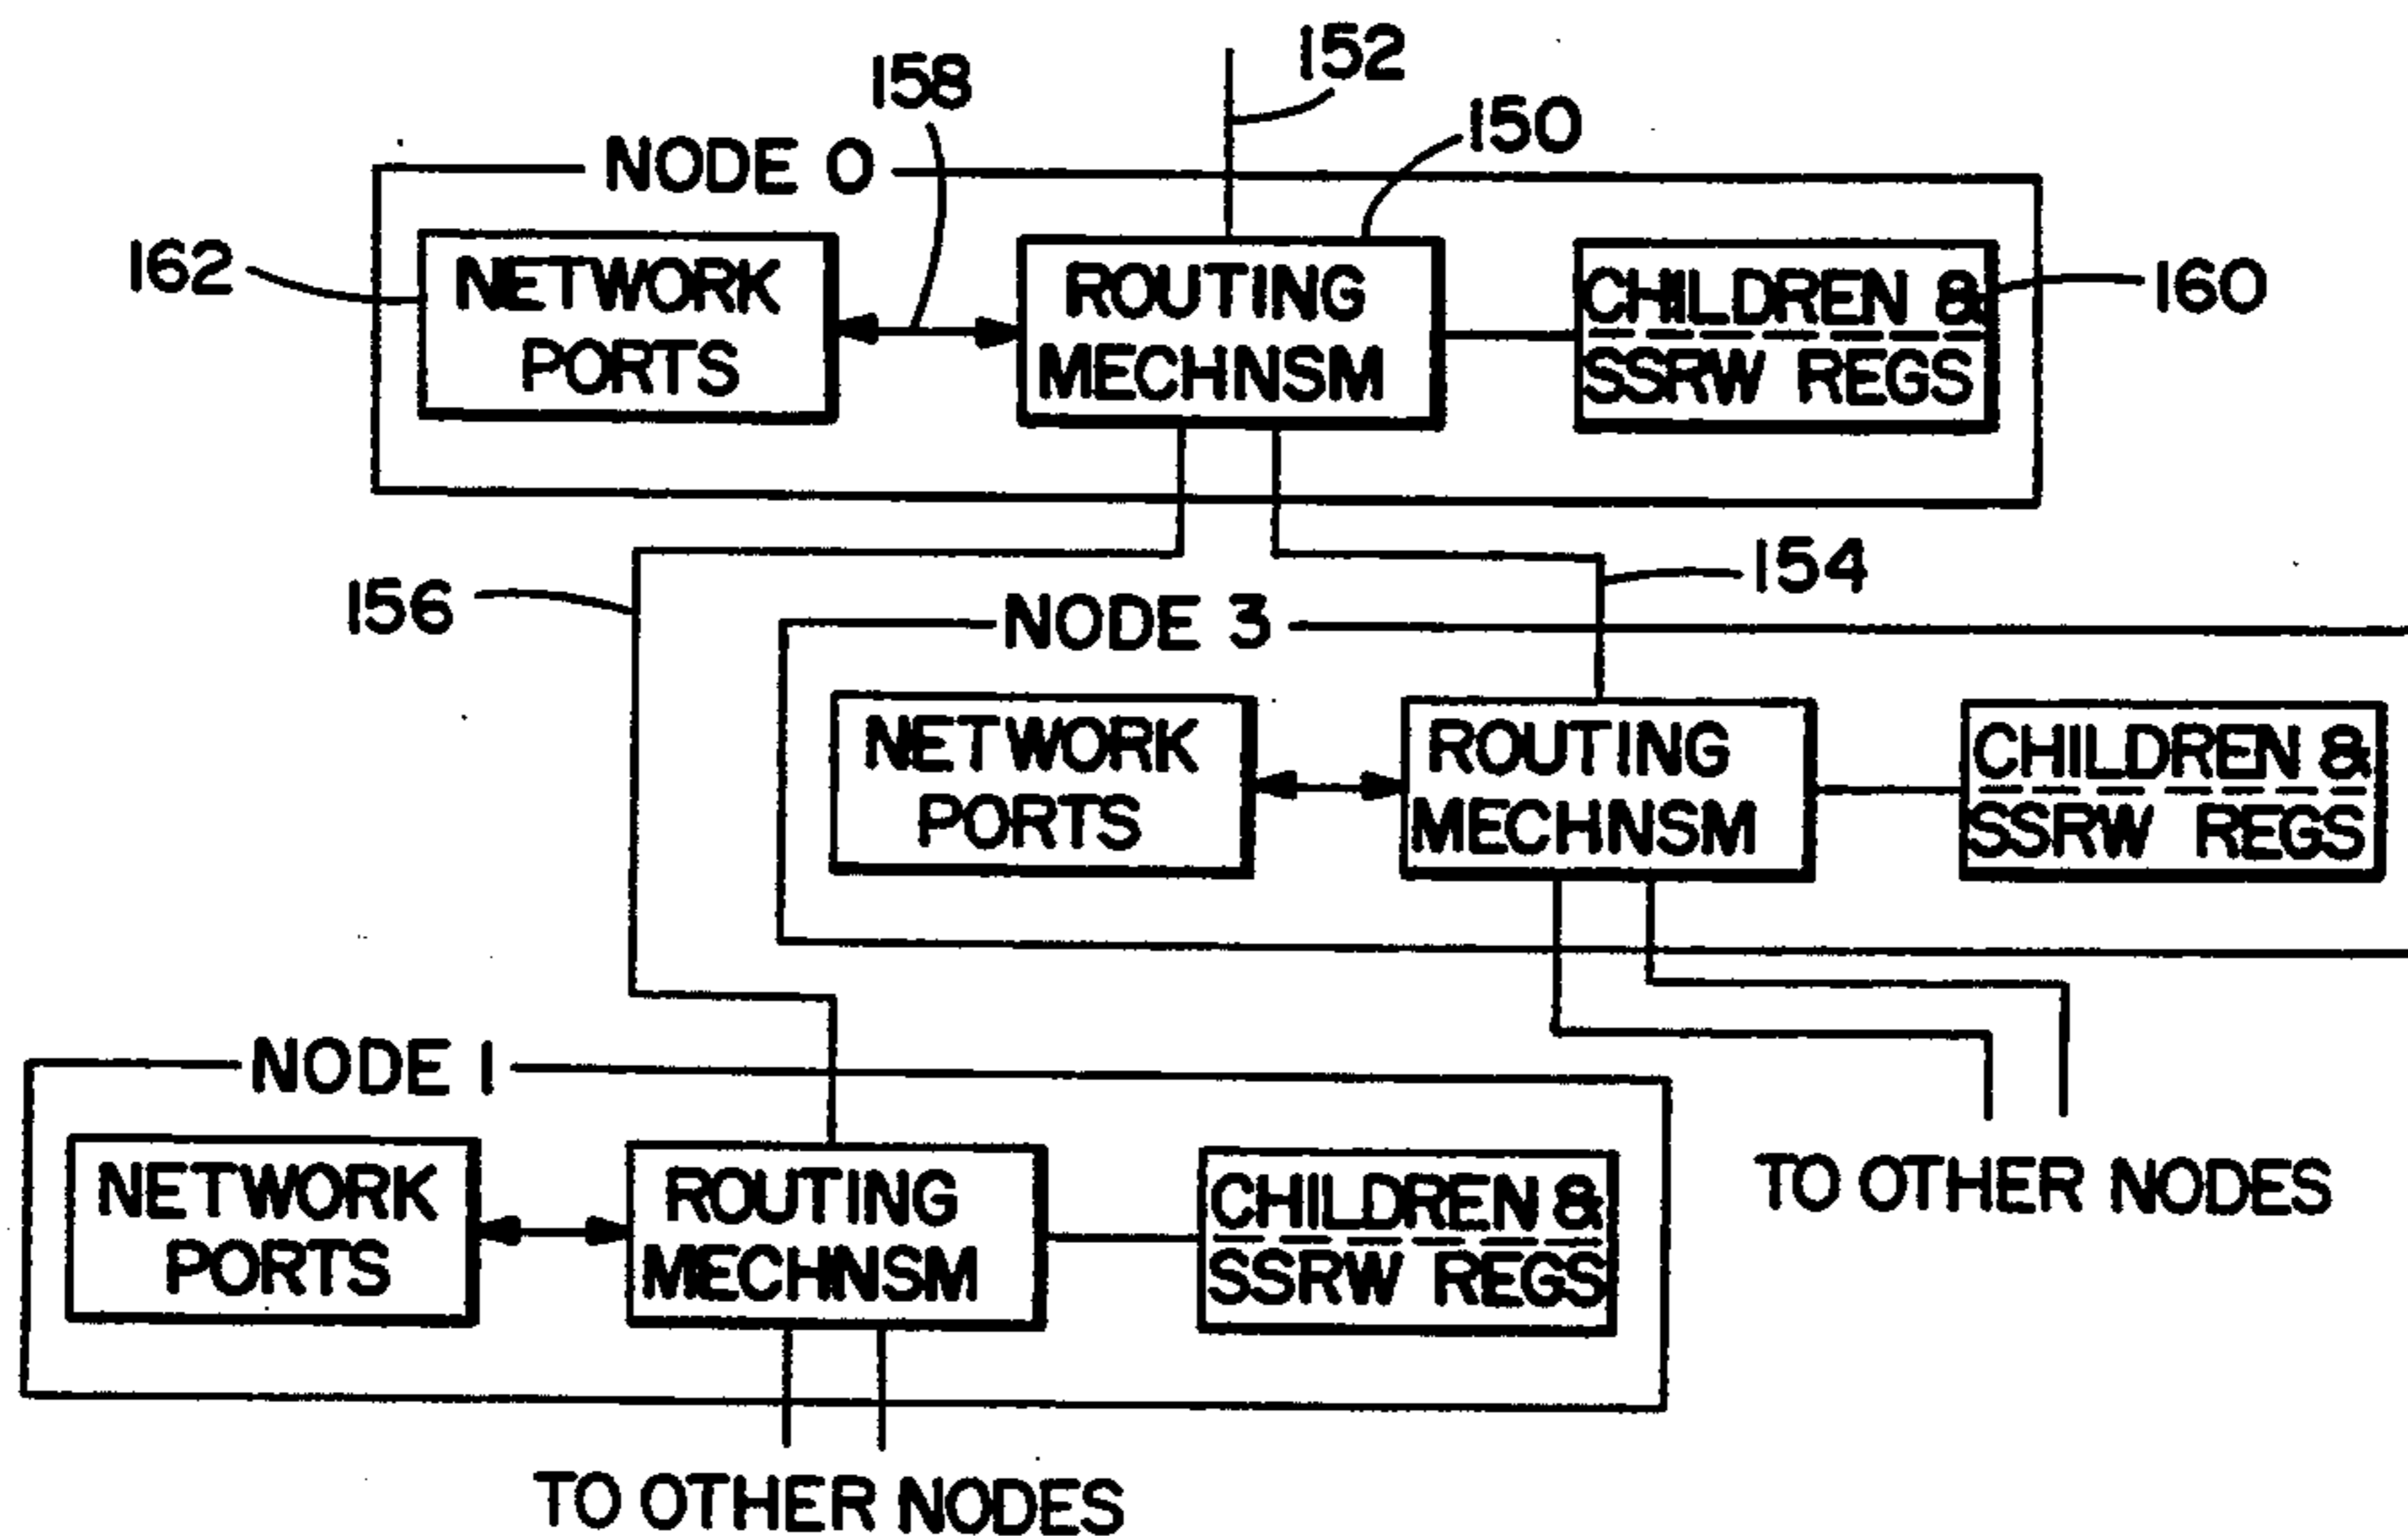 152
158
150
NODE 0
162
NETWORK
PORTS
ROUTING
MECHNSM
CHILDREN &
SSRW REGS
160
154
156
NODE 3
NETWORK
PORTS
ROUTING
MECHNSM
CHILDREN &
SSRW REGS
NODE 1
NETWORK
PORTS
ROUTING
MECHNSM
CHILDREN &
SSRW REGS
TO OTHER NODES
TO OTHER NODES